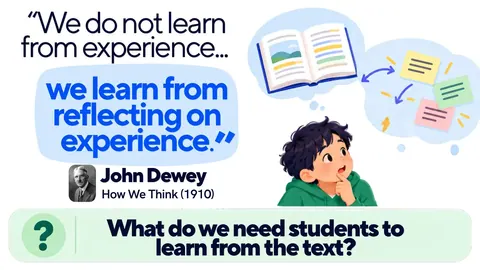 “We do not learn
from experience...
we learn from
reflecting on
experience.”
John Dewey
How We Think (1910)
?
What do we need students to
learn from the text?